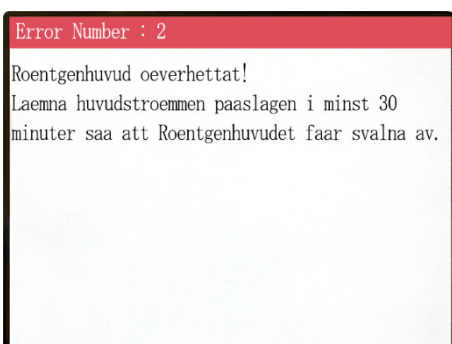 Error Number : 2
Roentgenhuvud oeverhettat!
Laemna huvudstroemmen paaslagen i minst 30
minuter saa att Roentgenhuvudet faar svalna av.